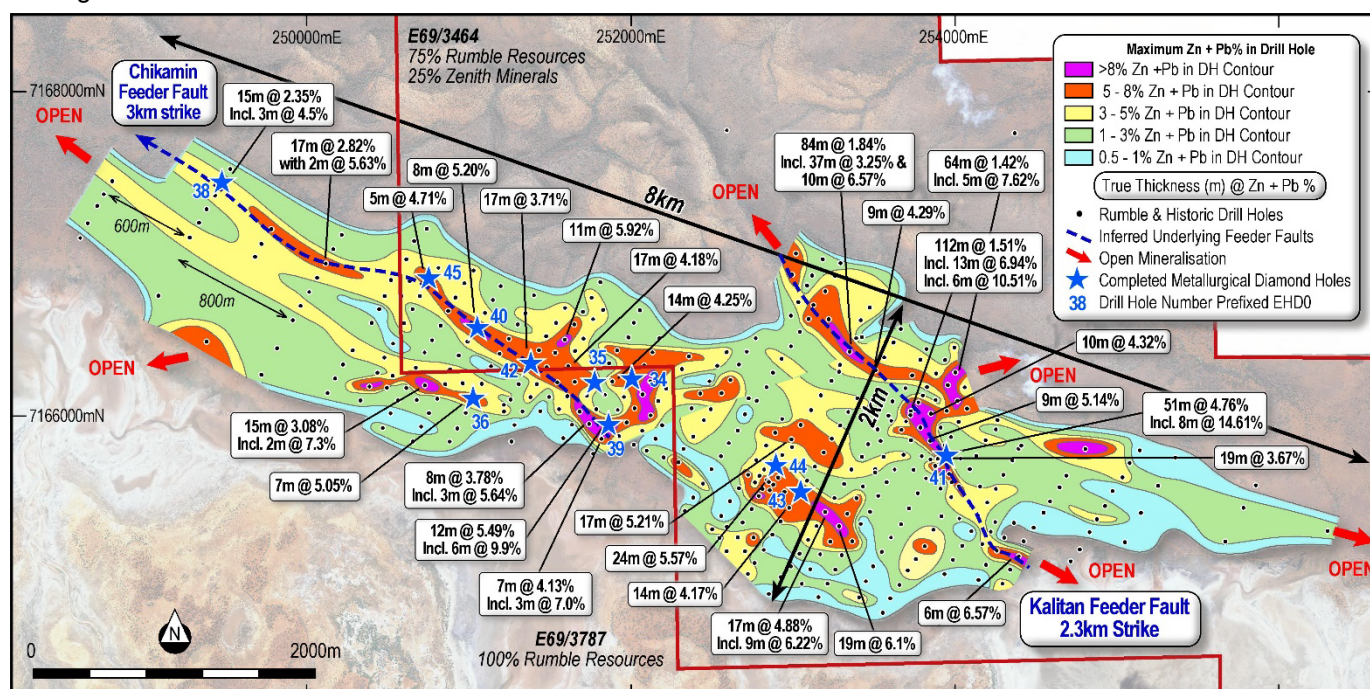 250000mE
252000mE
254000mE
7168000mN
7166000mN
E69/3464
75% Rumble Resources
25% Zenith Minerals
Chikamin
Feeder Fault
3km strike
OPEN
15m @ 2.35%
Incl. 3m @ 4.5%
17m @ 2.82%
with 2m @ 5.63%
8m @ 5.20%
5m @ 4.71%
17m @ 3.71%
11m @ 5.92%
17m @ 4.18%
14m @ 4.25%
8km
OPEN
84m @ 1.84%
Incl. 37m @ 3.25% &
10m @ 6.57%
64m @ 1.42%
Incl. 5m @ 7.62%
9m @ 4.29%
112m @ 1.51%
Incl. 13m @ 6.94%
Incl. 6m @ 10.51%
Maximum Zn + Pb% in Drill Hole
>8% Zn +Pb in DH Contour
5 - 8% Zn + Pb in DH Contour
3 - 5% Zn + Pb in DH Contour
1 - 3% Zn + Pb in DH Contour
0.5 - 1% Zn + Pb in DH Contour
True Thickness (m) @ Zn + Pb %
Rumble & Historic Drill Holes
Inferred Underlying Feeder Faults
Open Mineralisation
Completed Metallurgical Diamond Holes
38 Drill Hole Number Prefixed EHD0
38
600m
800m
45
40
42
35
34
36
39
44
43
41
2km
OPEN
OPEN
10m @ 4.32%
9m @ 5.14%
51m @ 4.76%
Incl. 8m @ 14.61%
19m @ 3.67%
15m @ 3.08%
Incl. 2m @ 7.3%
7m @ 5.05%
8m @ 3.78%
Incl. 3m @ 5.64%
12m @ 5.49%
Incl. 6m @ 9.9%
7m @ 4.13%
Incl. 3m @ 7.0%
17m @ 5.21%
24m @ 5.57%
14m @ 4.17%
17m @ 4.88%
Incl. 9m @ 6.22%
19m @ 6.1%
6m @ 6.57%
OPEN
OPEN
Kalitan Feeder Fault
2.3km Strike
E69/3787
100% Rumble Resources
N
0
2000m